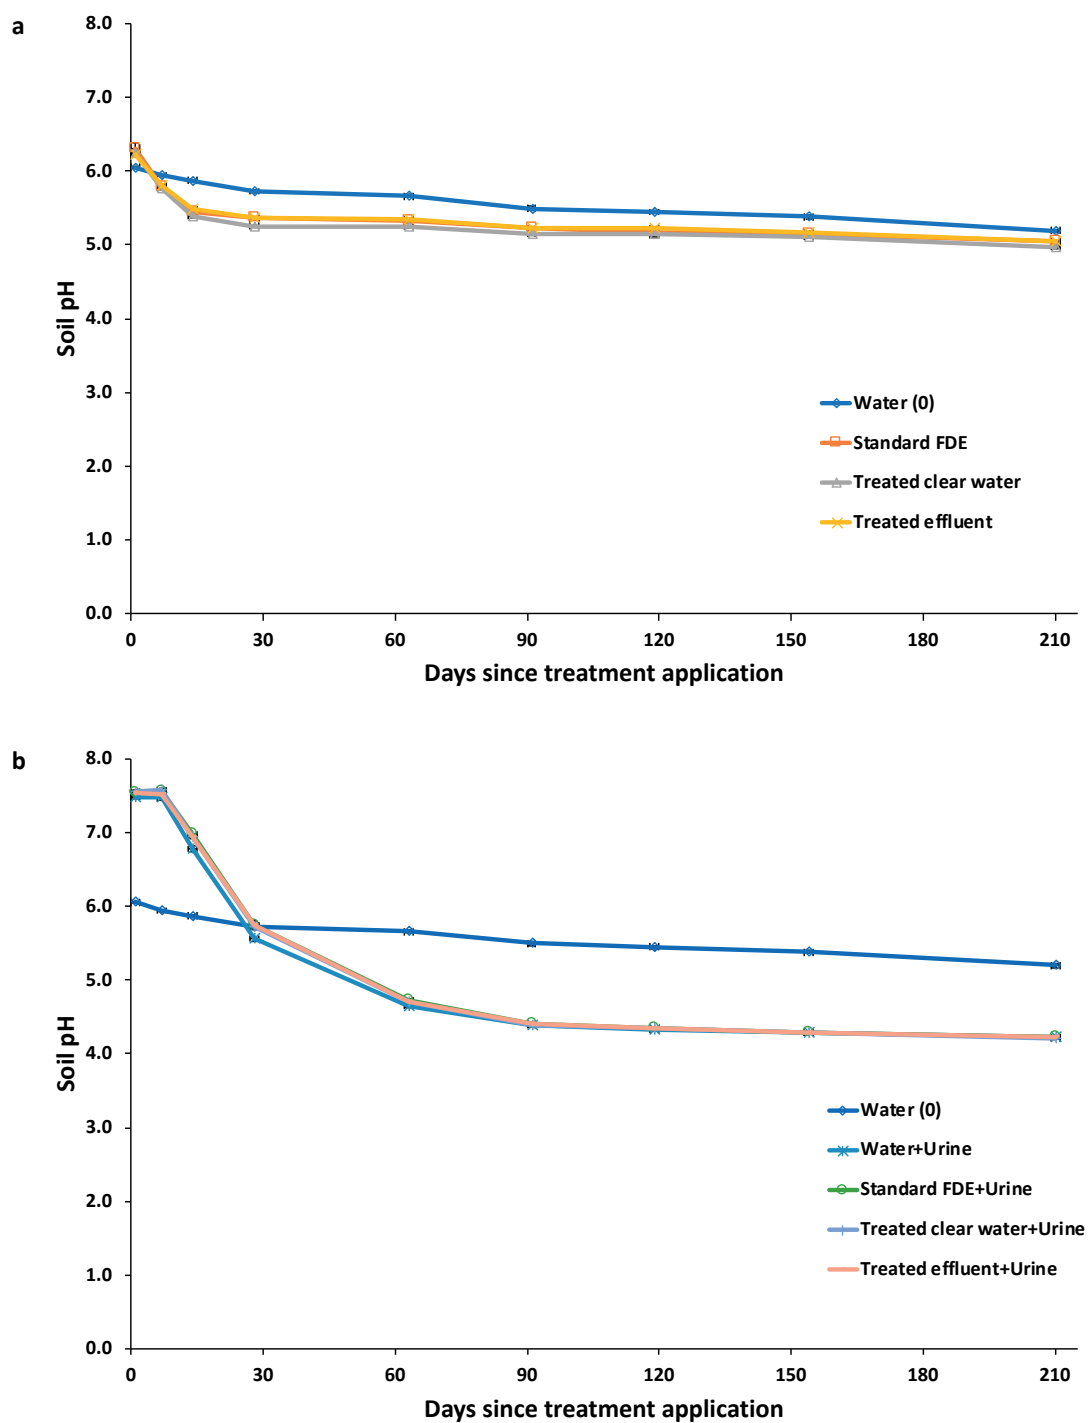 a
8.0
7.0
6.0
5.0
4.0
3.0
2.0
1.0
0.0
Soil pH
Water (0)
Standard FDE
Treated clear water
Treated effluent
0 30 60 90 120 150 180 210
Days since treatment application
b
8.0
7.0
6.0
5.0
4.0
3.0
2.0
1.0
0.0
Soil pH
Water (0)
Water+Urine
Standard FDE+Urine
Treated clear water+Urine
Treated effluent+Urine
0 30 60 90 120 150 180 210
Days since treatment application